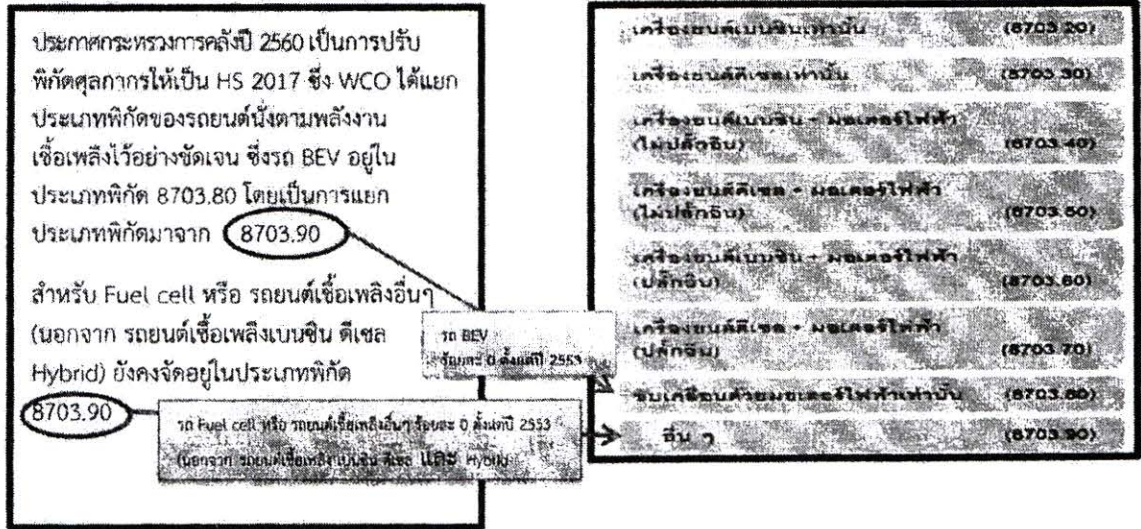 ประกาศกระทรวงการคลังปี 2560 เป็นการปรับ
พิกัดศุลกากรให้เป็น HS 2017 ซึ่ง WCO ได้แยก
ประเภทพิกัดของรถยนต์นั่งตามพลังงาน
เชื้อเพลิงไว้อย่างชัดเจน ซึ่งรถ BEV อยู่ใน
ประเภทพิกัด 8703.80 โดยเป็นการแยก
ประเภทพิกัดมาจาก 8703.90
สำหรับ Fuel cell หรือ รถยนต์เชื้อเพลิงอื่นๆ
(นอกจาก รถยนต์เชื้อเพลิงเบนซิน ดีเซล
Hybrid) ยังคงจัดอยู่ในประเภทพิกัด
8703.90
รถ BEV
ร้อยละ 0 ตั้งแต่ปี 2553
รถ Fuel cell หรือ รถยนต์เชื้อเพลิงอื่นๆ ร้อยละ 0 ตั้งแต่ปี 2553
(นอกจาก รถยนต์เชื้อเพลิงเบนซิน ดีเซล และ Hybrid)
เครื่องยนต์เบนซินเท่านั้น (8703.20)
เครื่องยนต์ดีเซลเท่านั้น (8703.30)
เครื่องยนต์เบนซิน + มอเตอร์ไฟฟ้า
(ไม่ปลั๊กอิน) (8703.40)
เครื่องยนต์ดีเซล + มอเตอร์ไฟฟ้า
(ไม่ปลั๊กอิน) (8703.50)
เครื่องยนต์เบนซิน + มอเตอร์ไฟฟ้า
(ปลั๊กอิน) (8703.60)
เครื่องยนต์ดีเซล + มอเตอร์ไฟฟ้า
(ปลั๊กอิน) (8703.70)
ขับเคลื่อนด้วยมอเตอร์ไฟฟ้าเท่านั้น (8703.80)
อื่น ๆ (8703.90)